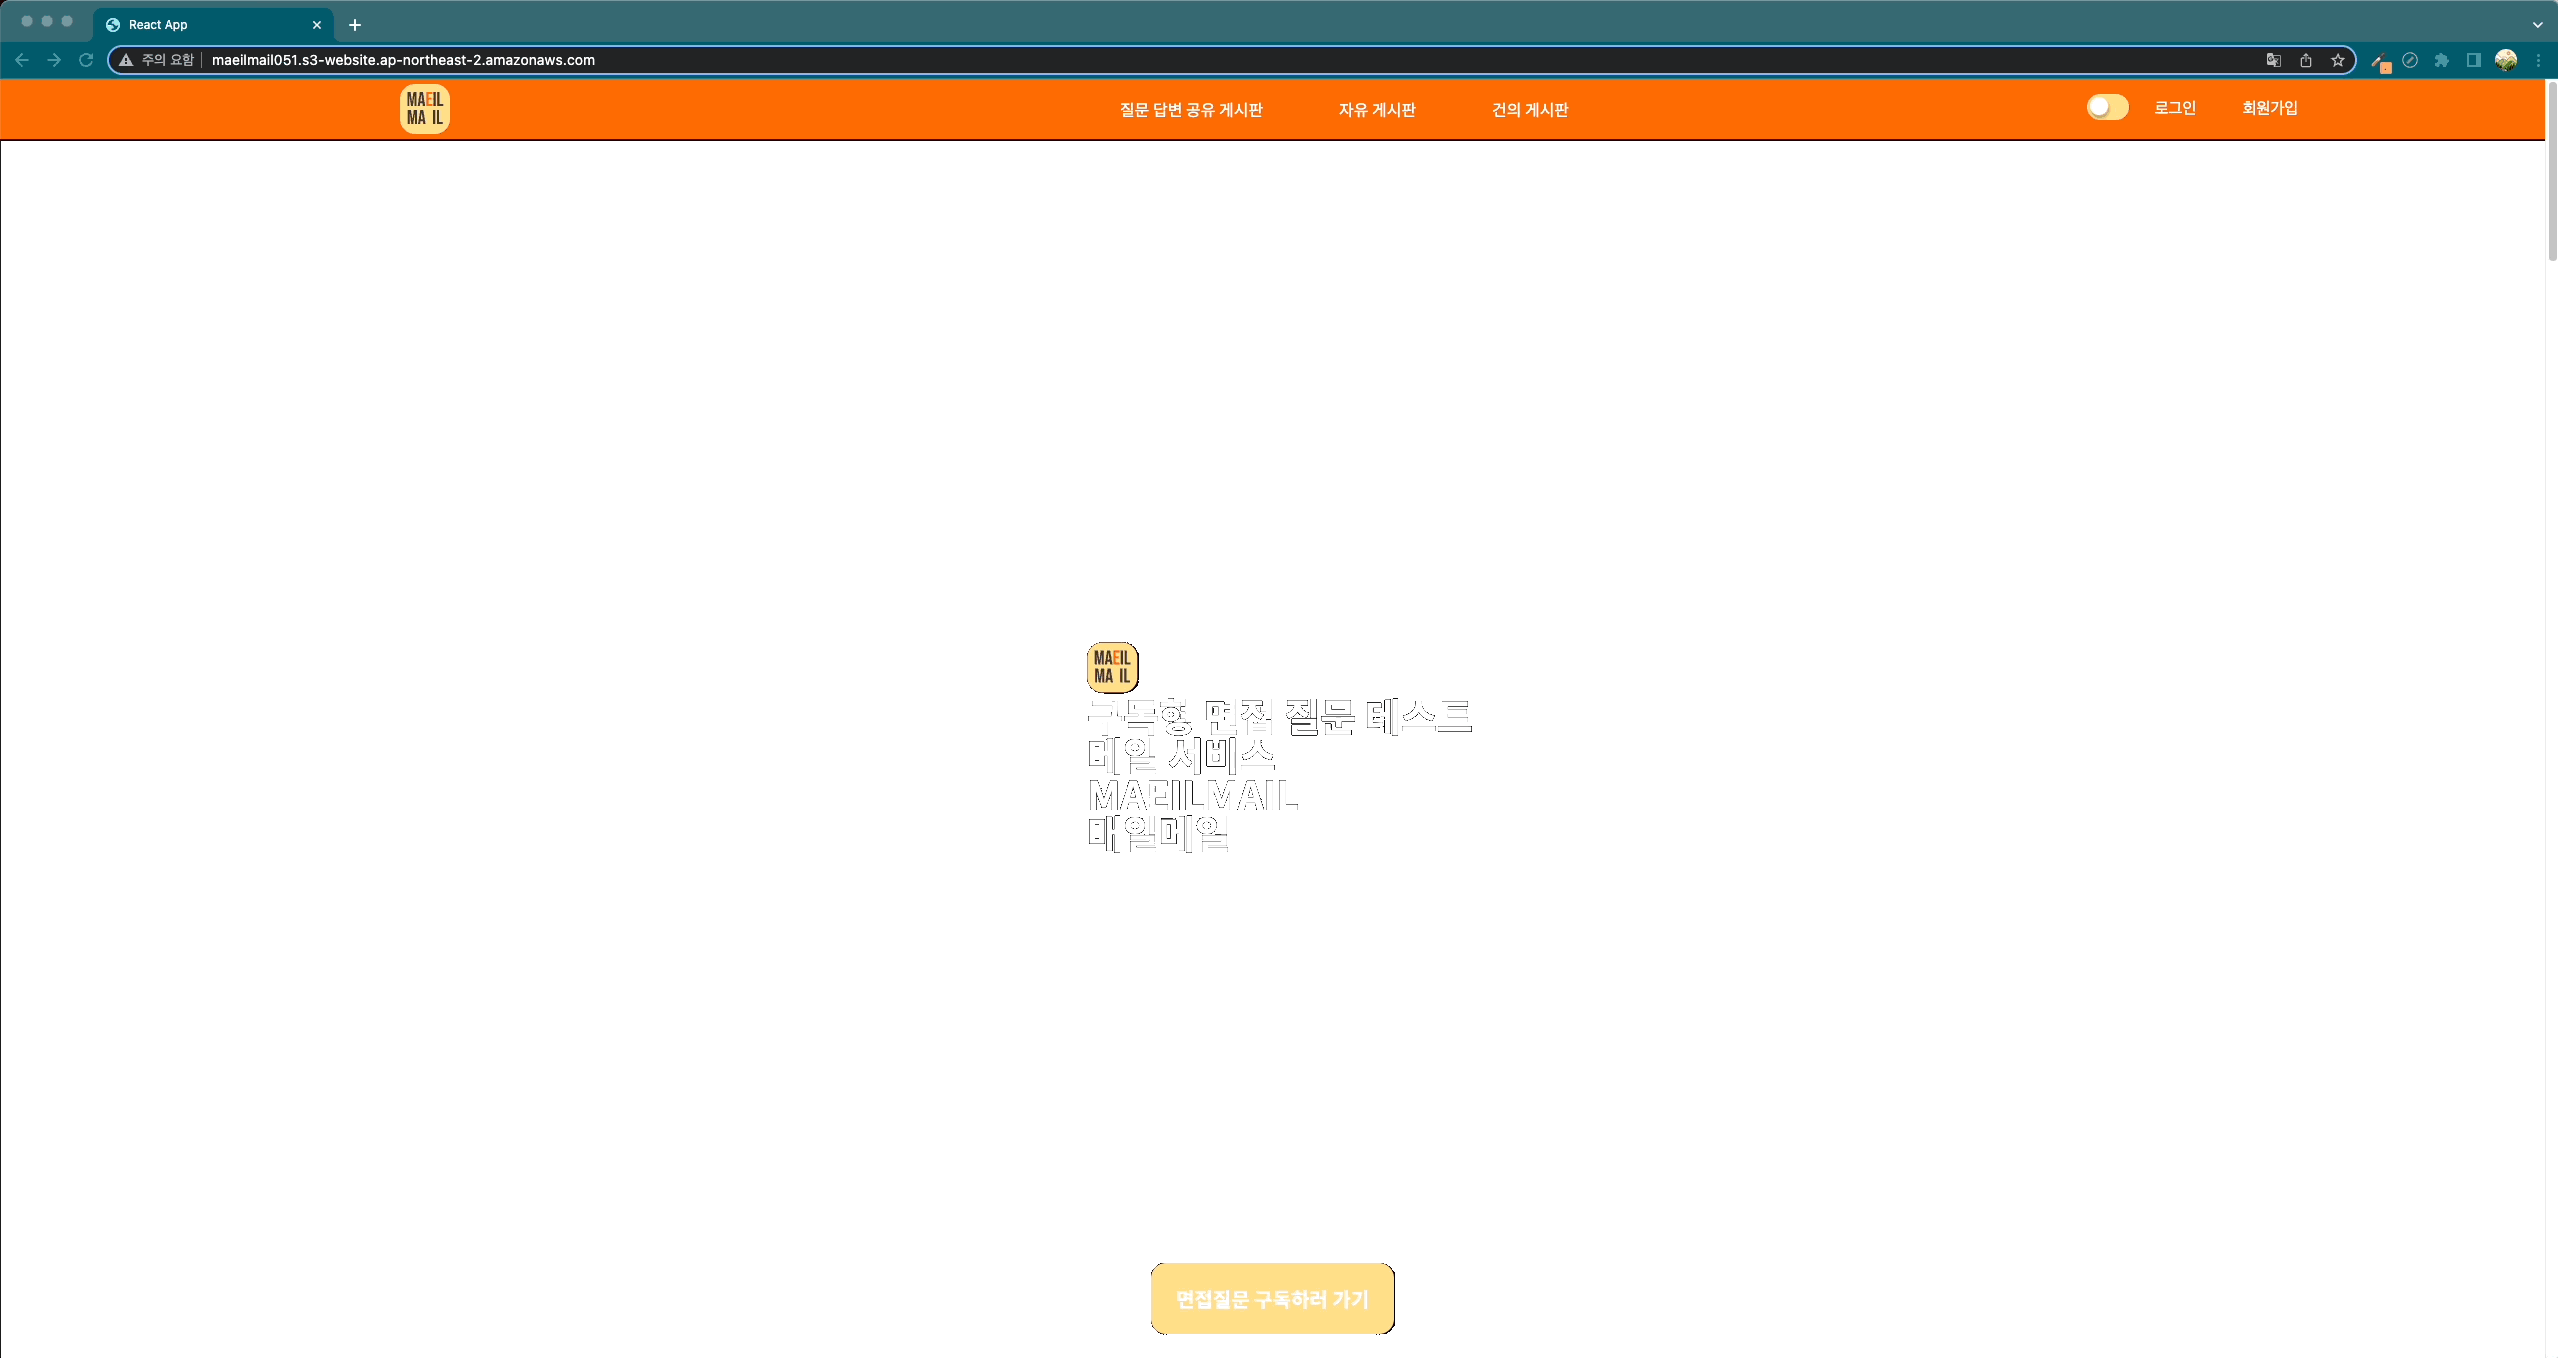 React App
주의 요함 maeilmail051.s3-website.ap-northeast-2.amazonaws.com
MAEIL
MA IL
질문 답변 공유 게시판 자유 게시판 건의 게시판 로그인 회원가입
MAEIL
MA IL
구독형 면접 질문 테스트
메일 서비스
MAEILMAIL
매일메일
면접질문 구독하러 가기